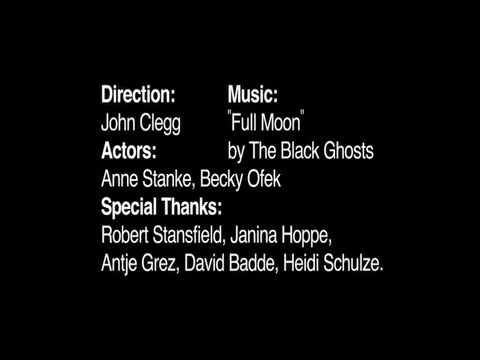 Direction: Music:
John Clegg "Full Moon"
Actors: by The Black Ghosts
Anne Stanke, Becky Ofek
Special Thanks:
Robert Stansfield, Janina Hoppe,
Antje Grez, David Badde, Heidi Schulze.